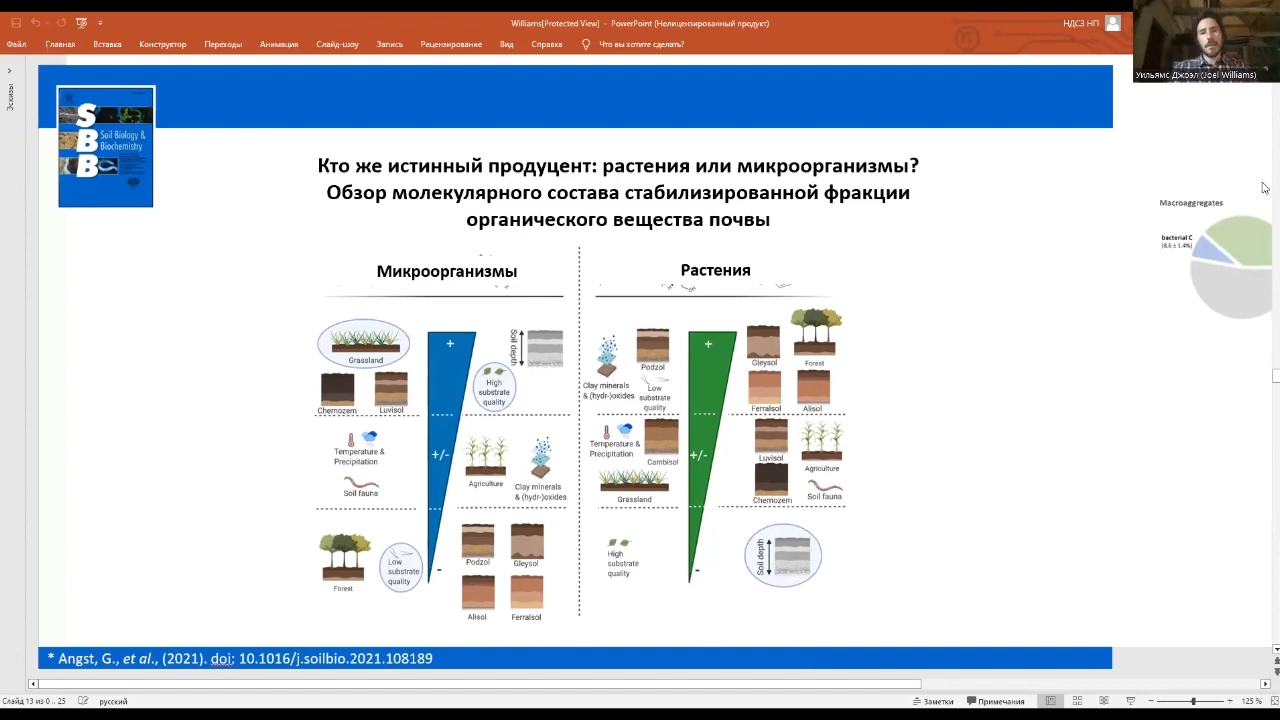 Williams[Protected View] - PowerPoint (Нелицензированный продукт)
НДСЗ НП
Файл Главная Вставка Конструктор Переходы Анимация Слайд-шоу Запись Рецензирование Вид Справка Что вы хотите сделать?
Уильямс Джоэл (Joel Williams)
Эскизы
SBB
Soil Biology &
Biochemistry
Кто же истинный продуцент: растения или микроорганизмы?
Обзор молекулярного состава стабилизированной фракции
органического вещества почвы
Микроорганизмы
Grassland
Chernozem
Luvisol
+
Soil depth
High
substrate
quality
Temperature &
Precipitation
Soil fauna
+/-
Agriculture
Clay minerals
& (hydr-)oxides
Forest
Low
substrate
quality
-
Podzol
Gleysol
Alisol
Ferralsol
Растения
Clay minerals
& (hydr-)oxides
Podzol
Low
substrate
quality
+
Gleysol
Forest
Ferralsol
Alisol
Temperature &
Precipitation
Cambisol
Grassland
+/-
Luvisol
Agriculture
Chernozem
Soil fauna
High
substrate
quality
-
Soil depth
Macroaggregates
bacterial C
(8.6 ± 1.4%)
* Angst, G., et al., (2021). doi: 10.1016/j.soilbio.2021.108189
Слайд 13 из 25 русский Заметки Примечания 125 %